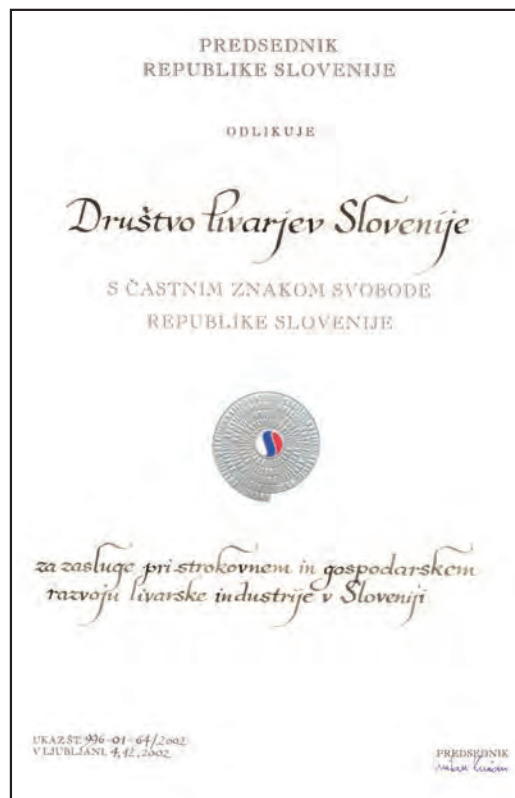 PREDSEDNIK
REPUBLIKE SLOVENIJE
ODLIKUJE
Društvo livarjev Slovenije
S ČASTNIM ZNAKOM SVOBODE
REPUBLIKE SLOVENIJE
za zasluge pri strokovnem in gospodarskem
razvoju livarske industrije v Sloveniji
UKAZ ŠT. 996-01-64/2002
V LJUBLJANI, 4.12.2002
PREDSEDNIK